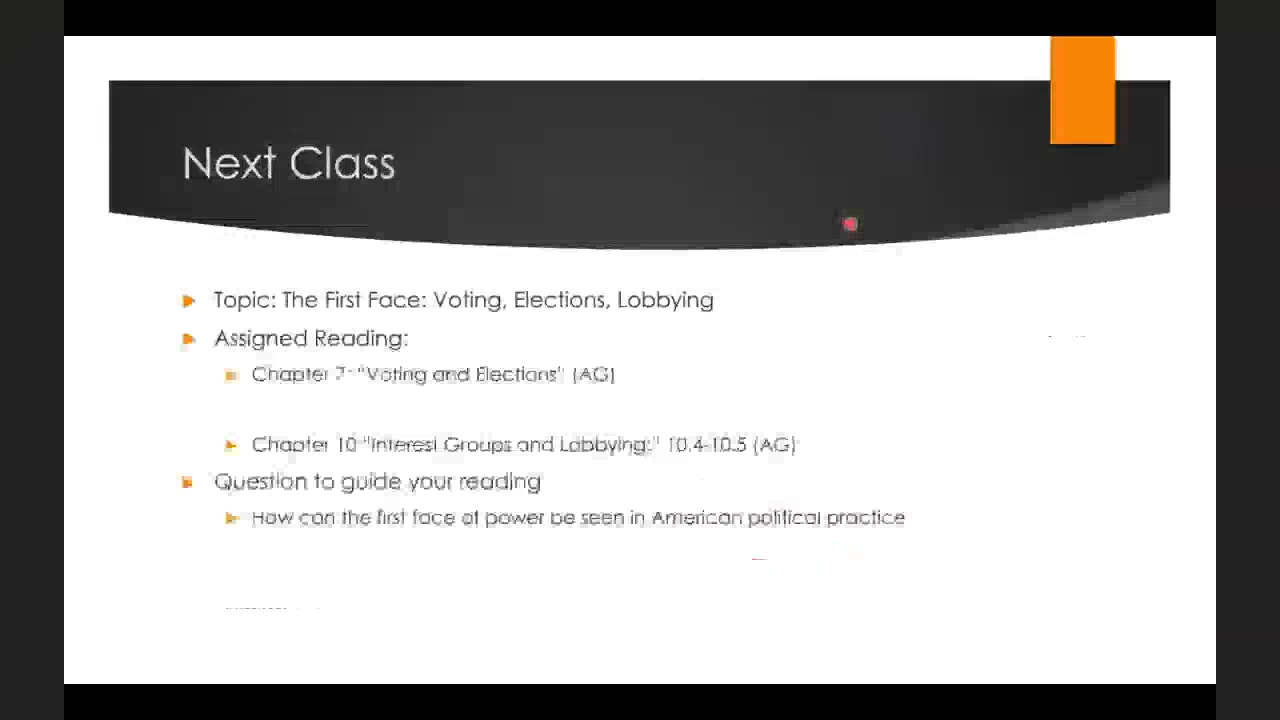 Next Class
Topic: The First Face: Voting, Elections, Lobbying
Assigned Reading:
Chapter 7: "Voting and Elections" (AG)
Chapter 10 "Interest Groups and Lobbying:" 10.4-10.5 (AG)
Question to guide your reading
How can the first face of power be seen in American political practice